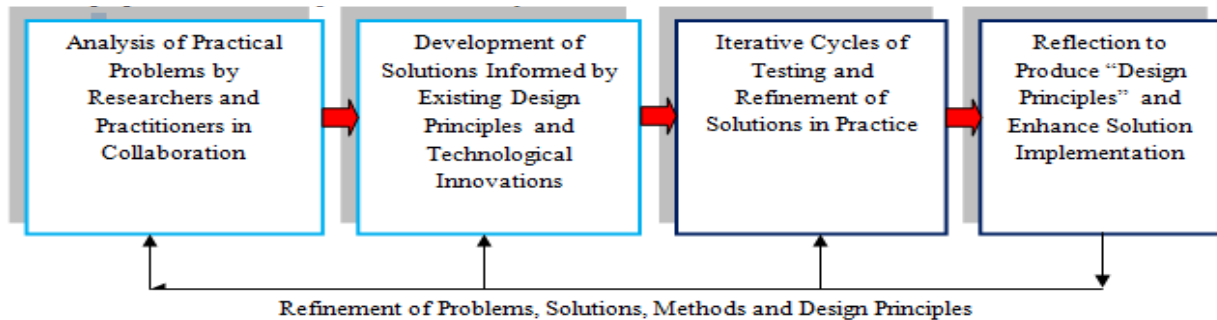 Analysis of Practical
Problems by
Researchers and
Practitioners in
Collaboration
Development of
Solutions Informed by
Existing Design
Principles and
Technological
Innovations
Iterative Cycles of
Testing and
Refinement of
Solutions in Practice
Reflection to
Produce “Design
Principles” and
Enhance Solution
Implementation
Refinement of Problems, Solutions, Methods and Design Principles